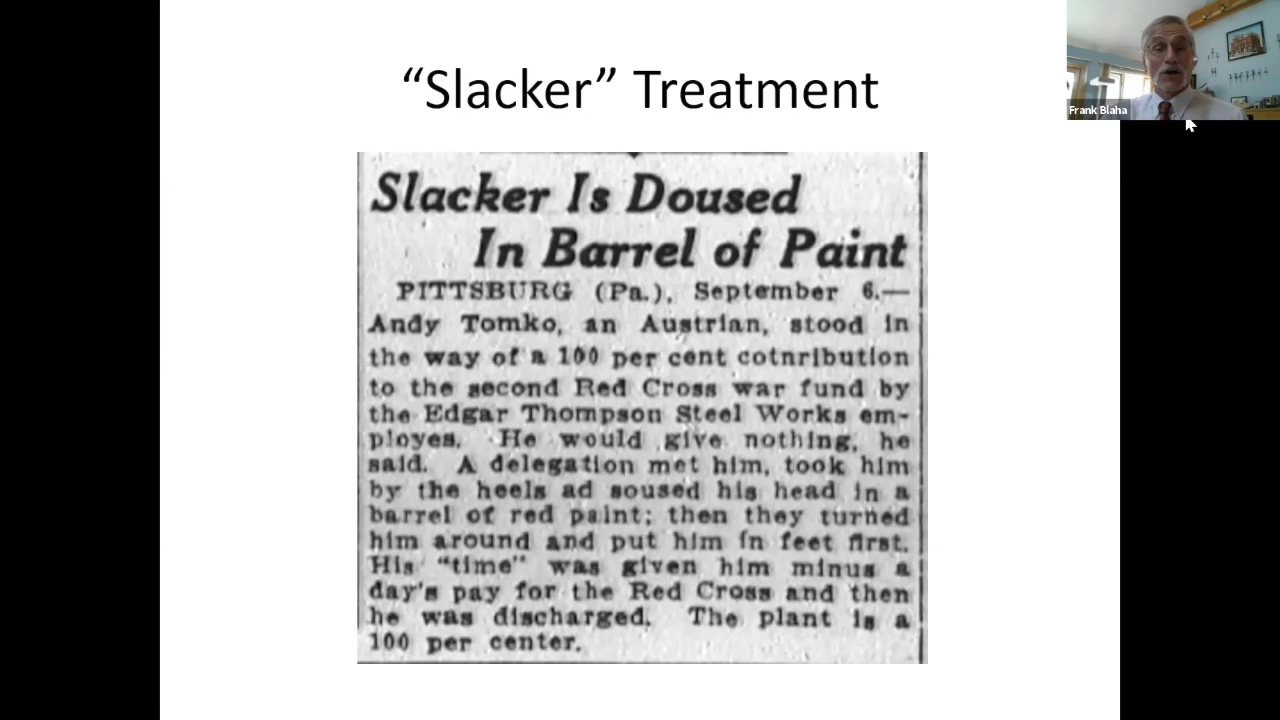 “Slacker” Treatment
Frank Blaha
Slacker Is Doused
In Barrel of Paint
PITTSBURG (Pa.), September 6.—
Andy Tomko, an Austrian, stood in
the way of a 100 per cent cotnribution
to the second Red Cross war fund by
the Edgar Thompson Steel Works em-
ployes. He would give nothing, he
said. A delegation met him, took him
by the heels ad soused his head in a
barrel of red paint; then they turned
him around and put him in feet first.
His "time" was given him minus a
day's pay for the Red Cross and then
he was discharged. The plant is a
100 per center.